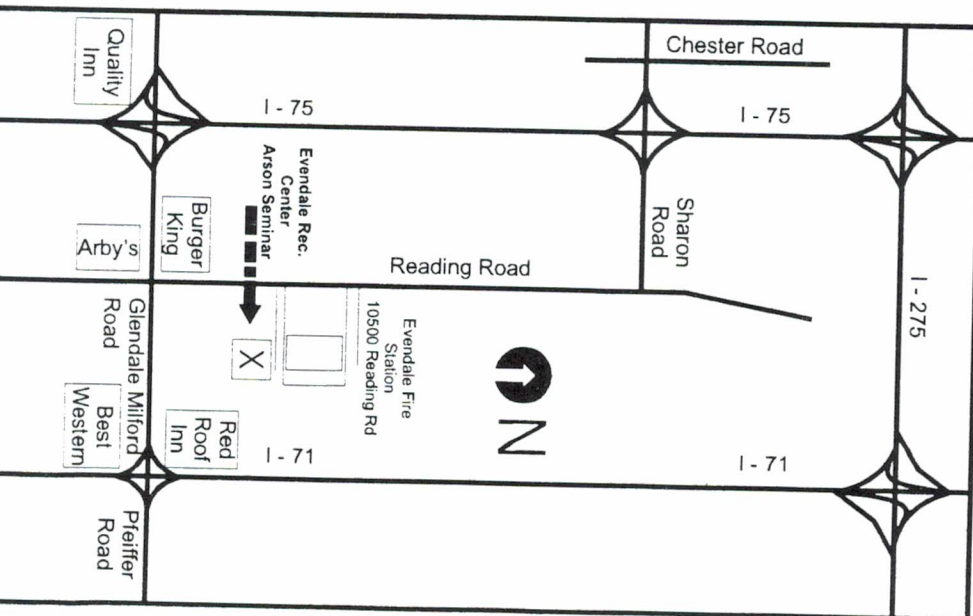 Chester Road
Quality
Inn
I - 75
I - 75
Evendale Rec.
Center
Arson Seminar
Sharon
Road
Burger
King
Arby's
Reading Road
I - 275
Glendale Milford
Road
X
Evendale Fire
Station
10500 Reading Rd
N
Best
Western
Red
Roof
Inn
I - 71
I - 71
Pfeiffer
Road